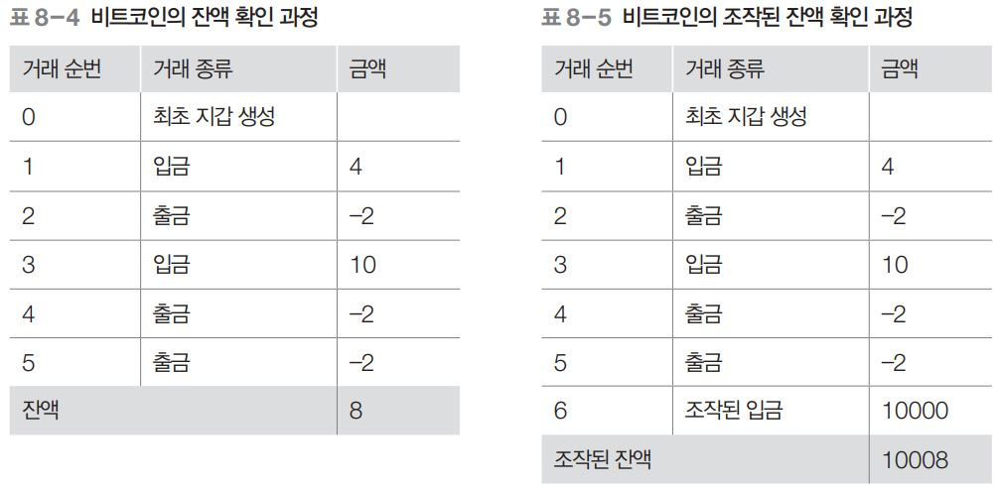 표 8-4 비트코인의 잔액 확인 과정
거래 순번 거래 종류 금액
0 최초 지갑 생성
1 입금 4
2 출금 -2
3 입금 10
4 출금 -2
5 출금 -2
잔액 8
표 8-5 비트코인의 조작된 잔액 확인 과정
거래 순번 거래 종류 금액
0 최초 지갑 생성
1 입금 4
2 출금 -2
3 입금 10
4 출금 -2
5 출금 -2
6 조작된 입금 10000
조작된 잔액 10008